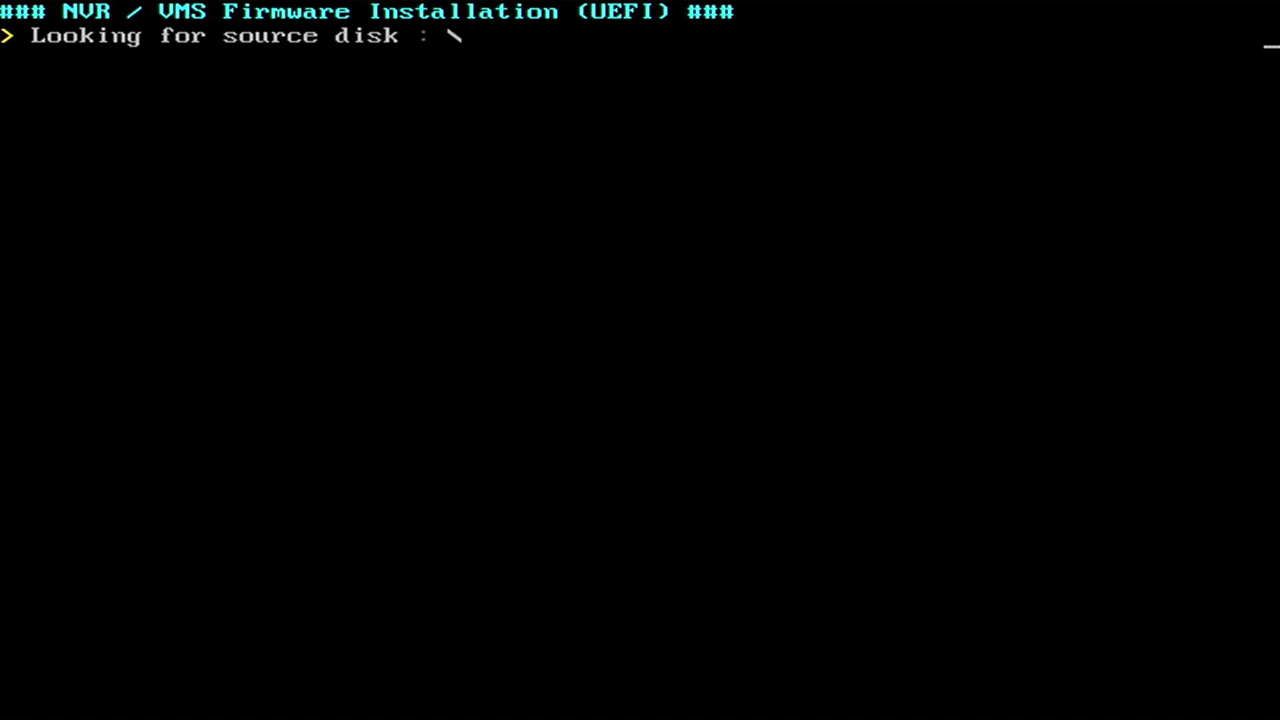 ### NVR / VMS Firmware Installation (UEFI) ###
> Looking for source disk : \